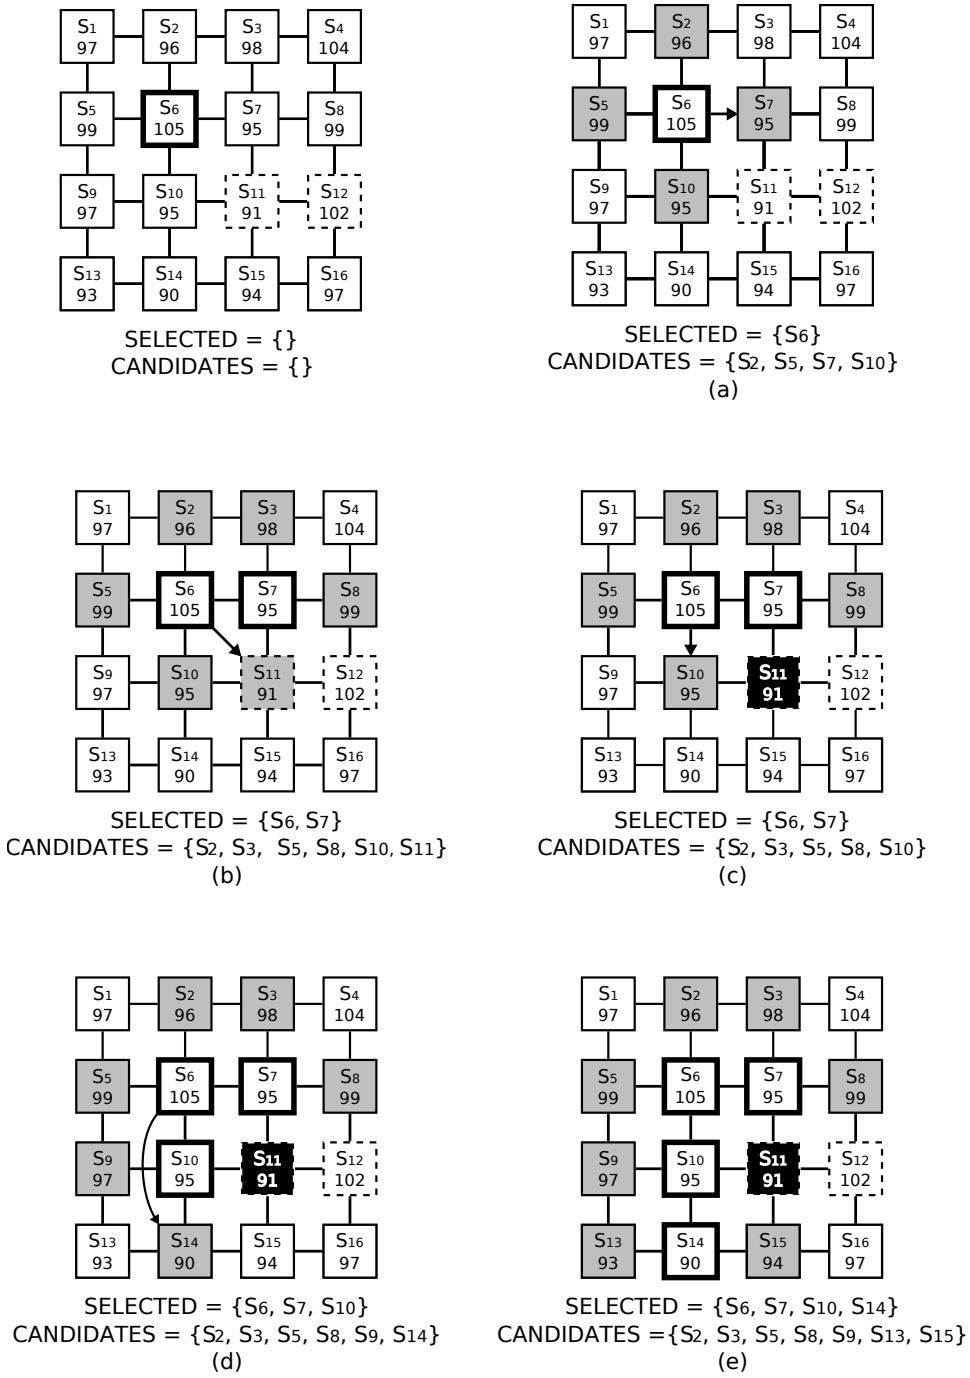 S1 S2 S3 S4
97 96 98 104
S5 S6 S7 S8
99 105 95 99
S9 S10 S11 S12
97 95 91 102
S13 S14 S15 S16
93 90 94 97
SELECTED = {}
CANDIDATES = {}
S1 S2 S3 S4
97 96 98 104
S5 S6 S7 S8
99 105 95 99
S9 S10 S11 S12
97 95 91 102
S13 S14 S15 S16
93 90 94 97
SELECTED = {S6}
CANDIDATES = {S2, S5, S7, S10}
(a)
S1 S2 S3 S4
97 96 98 104
S5 S6 S7 S8
99 105 95 99
S9 S10 S11 S12
97 95 91 102
S13 S14 S15 S16
93 90 94 97
SELECTED = {S6, S7}
CANDIDATES = {S2, S3, S5, S8, S10, S11}
(b)
S1 S2 S3 S4
97 96 98 104
S5 S6 S7 S8
99 105 95 99
S9 S10 S11 S12
97 95 91 102
S13 S14 S15 S16
93 90 94 97
SELECTED = {S6, S7}
CANDIDATES = {S2, S3, S5, S8, S10}
(c)
S1 S2 S3 S4
97 96 98 104
S5 S6 S7 S8
99 105 95 99
S9 S10 S11 S12
97 95 91 102
S13 S14 S15 S16
93 90 94 97
SELECTED = {S6, S7, S10}
CANDIDATES = {S2, S3, S5, S8, S9, S14}
(d)
S1 S2 S3 S4
97 96 98 104
S5 S6 S7 S8
99 105 95 99
S9 S10 S11 S12
97 95 91 102
S13 S14 S15 S16
93 90 94 97
SELECTED = {S6, S7, S10, S14}
CANDIDATES ={S2, S3, S5, S8, S9, S13, S15}
(e)